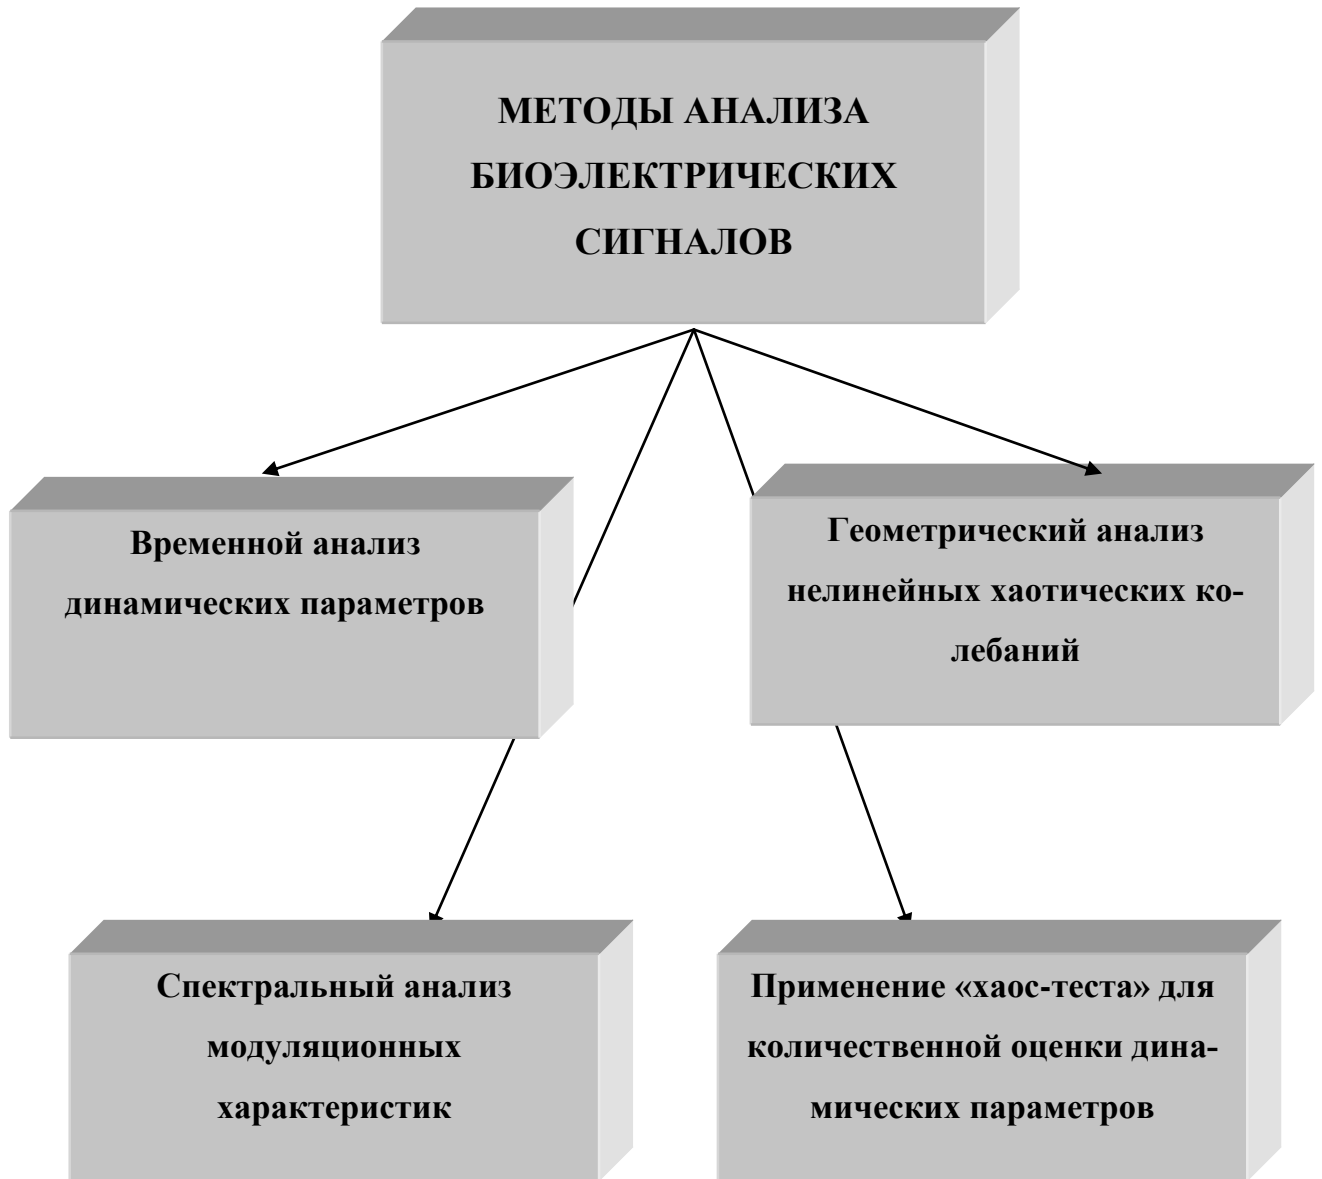 МЕТОДЫ АНАЛИЗА
БИОЭЛЕКТРИЧЕСКИХ
СИГНАЛОВ
Временной анализ
динамических параметров
Геометрический анализ
нелинейных хаотических ко-
лебаний
Спектральный анализ
модуляционных
характеристик
Применение «хаос-теста» для
количественной оценки дина-
мических параметров